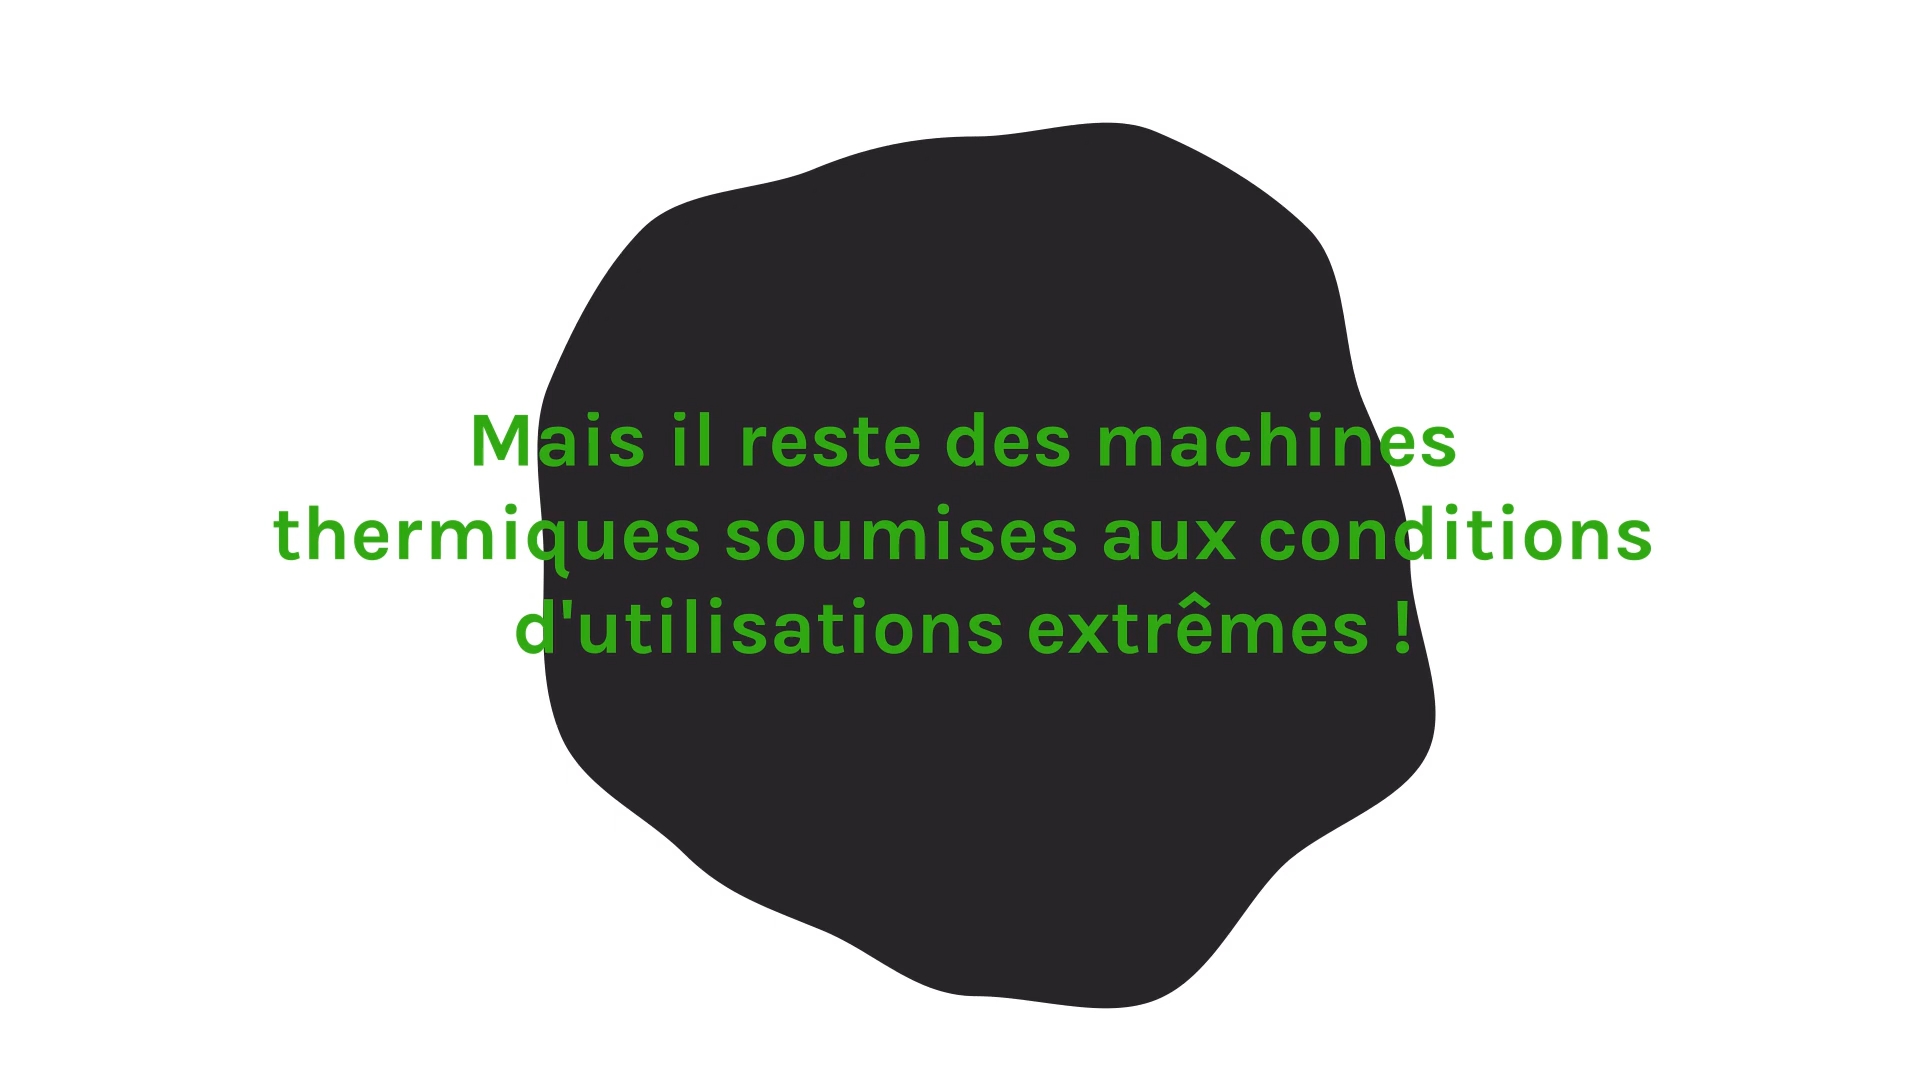 Mais il reste des machines
thermiques soumises aux conditions
d'utilisations extrêmes !